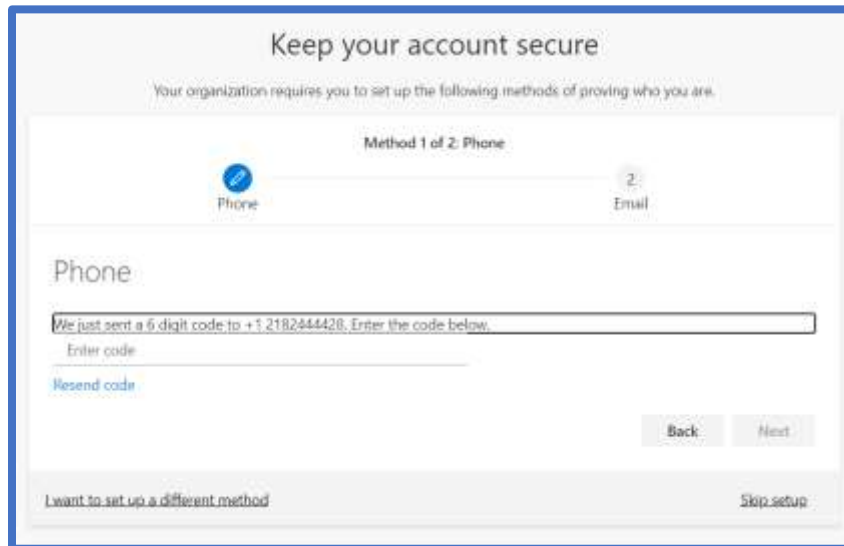 Keep your account secure
Your organization requires you to set up the following methods of proving who you are.
Method 1 of 2: Phone
2
Phone
Email
Phone
We just sent a 6 digit code to +1 2182444428. Enter the code below.
Enter code
Resend code
Back Next
I want to set up a different method
Skip setup